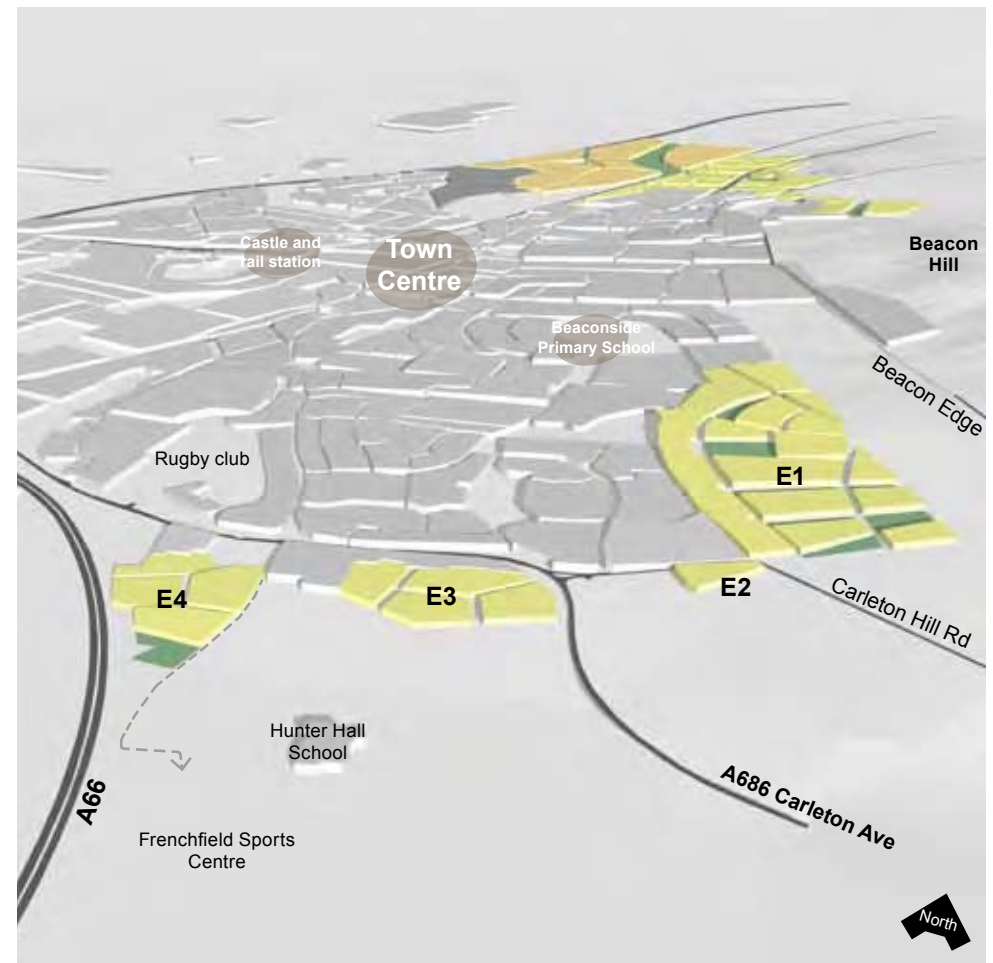 Castle and
rail station
Town
Centre
Beacon
Hill
Beaconside
Primary School
Beacon Edge
Rugby club
E1
E4
E3
E2
Carleton Hill Rd
Hunter Hall
School
A66
A686 Carleton Ave
Frenchfield Sports
Centre
North